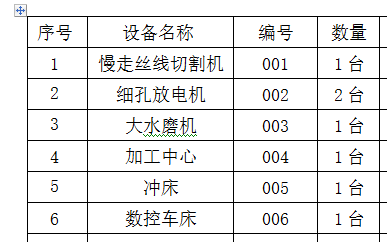 序号 设备名称 编号 数量
1 慢走丝线切割机 001 1台
2 细孔放电机 002 2台
3 大水磨机 003 1台
4 加工中心 004 1台
5 冲床 005 1台
6 数控车床 006 1台